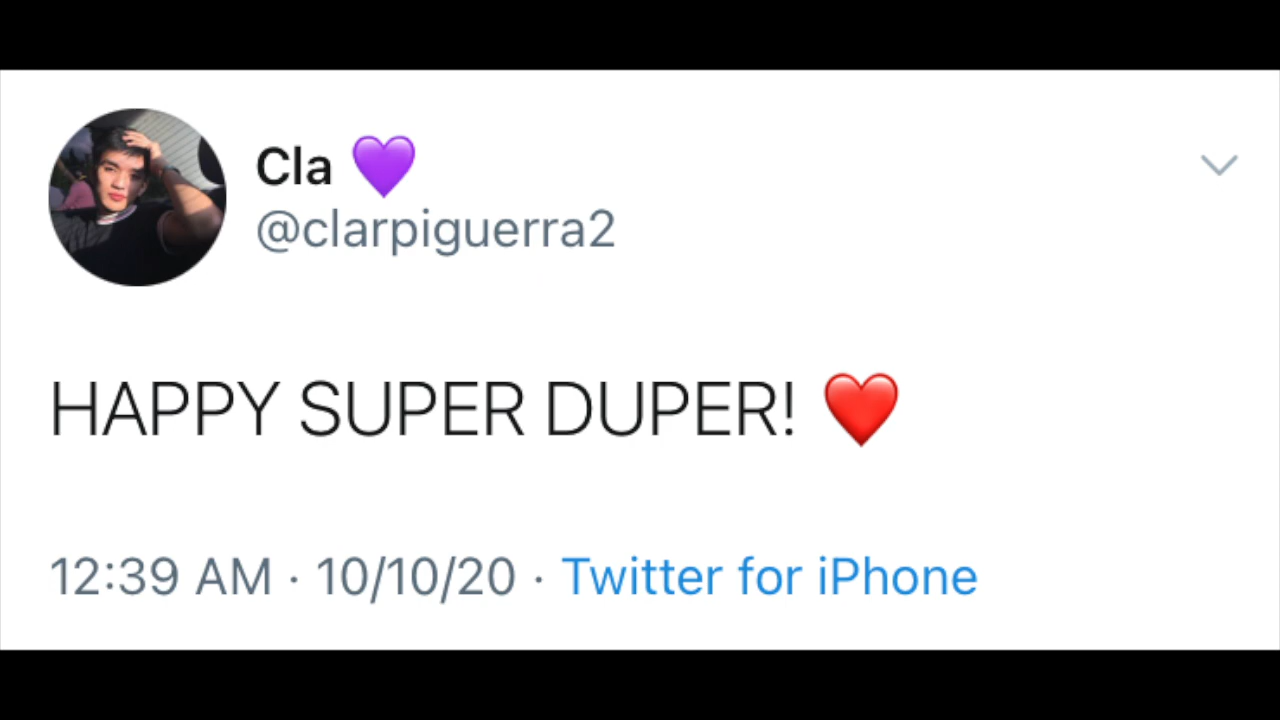 Cla 💜
@clarpiguerra2
HAPPY SUPER DUPER! ❤️
12:39 AM · 10/10/20 · Twitter for iPhone